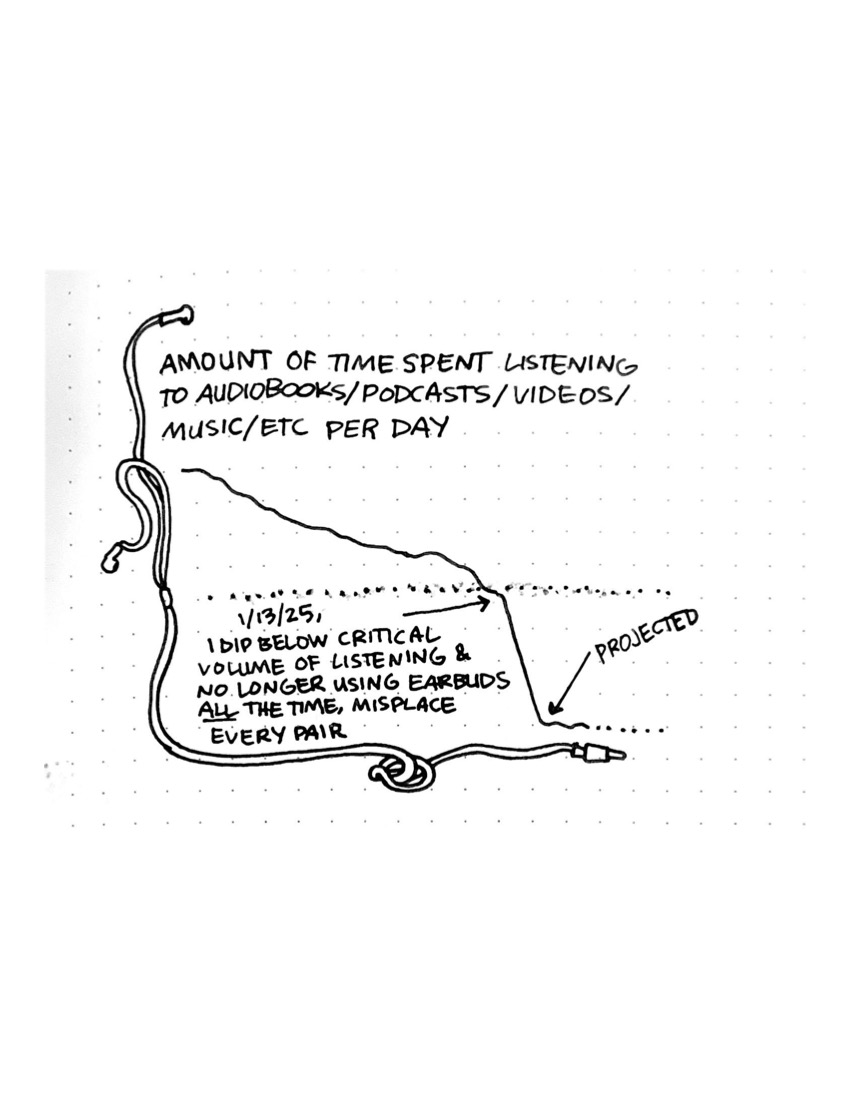 AMOUNT OF TIME SPENT LISTENING
TO AUDIOBOOKS/PODCASTS/VIDEOS/
MUSIC/ETC PER DAY
1/13/25,
I DIP BELOW CRITICAL
VOLUME OF LISTENING &
NO LONGER USING EARBUDS
ALL THE TIME, MISPLACE
EVERY PAIR
PROJECTED